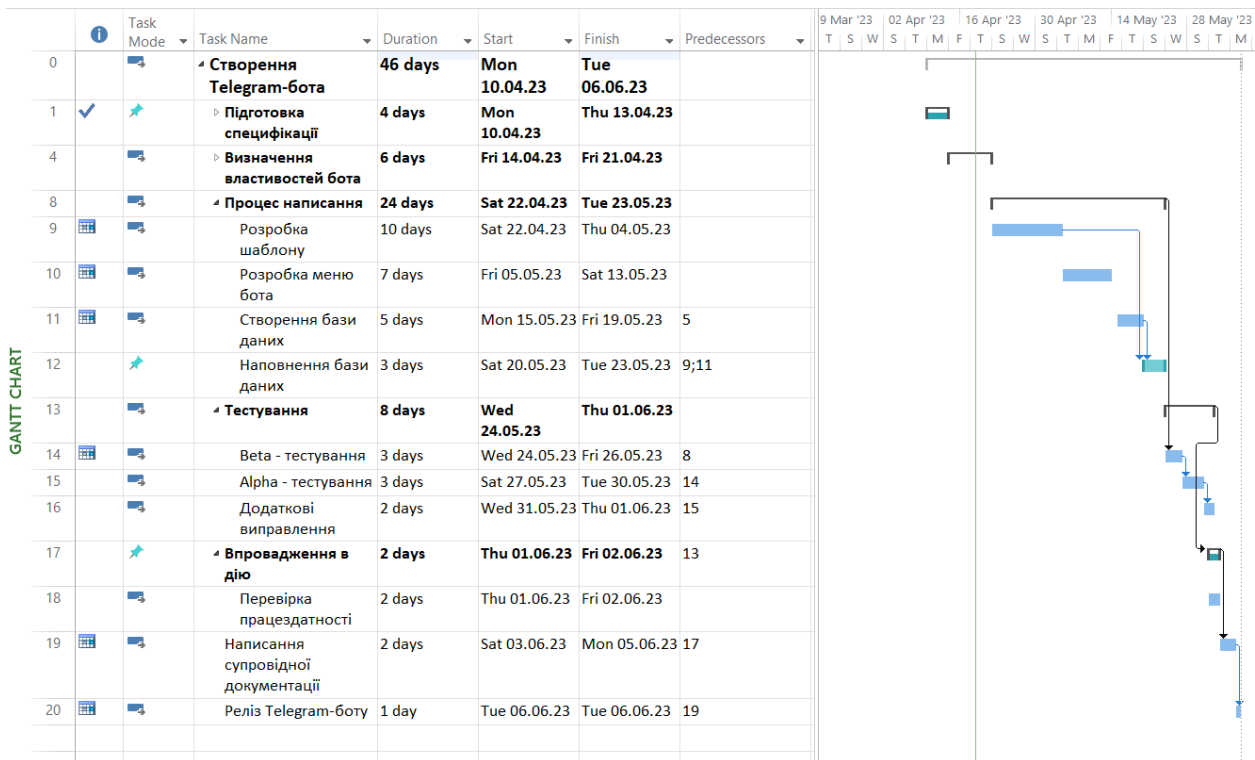 9 Mar '23 02 Apr '23 16 Apr '23 30 Apr '23 14 May '23 28 May '23
Task Mode Task Name Duration Start Finish Predecessors T S W S T M F T S W S T M F T S W S T M
0 Створення Telegram-бота 46 days Mon 10.04.23 Tue 06.06.23
1 Підготовка специфікації 4 days Mon 10.04.23 Thu 13.04.23
4 Визначення властивостей бота 6 days Fri 14.04.23 Fri 21.04.23
8 Процес написання 24 days Sat 22.04.23 Tue 23.05.23
9 Розробка шаблону 10 days Sat 22.04.23 Thu 04.05.23
10 Розробка меню бота 7 days Fri 05.05.23 Sat 13.05.23
11 Створення бази даних 5 days Mon 15.05.23 Fri 19.05.23 5
12 Наповнення бази даних 3 days Sat 20.05.23 Tue 23.05.23 9;11
13 Тестування 8 days Wed 24.05.23 Thu 01.06.23
14 Beta - тестування 3 days Wed 24.05.23 Fri 26.05.23 8
15 Alpha - тестування 3 days Sat 27.05.23 Tue 30.05.23 14
16 Додаткові виправлення 2 days Wed 31.05.23 Thu 01.06.23 15
17 Впровадження в дію 2 days Thu 01.06.23 Fri 02.06.23 13
18 Перевірка працездатності 2 days Thu 01.06.23 Fri 02.06.23
19 Написання супровідної документації 2 days Sat 03.06.23 Mon 05.06.23 17
20 Реліз Telegram-боту 1 day Tue 06.06.23 Tue 06.06.23 19
GANTT CHART